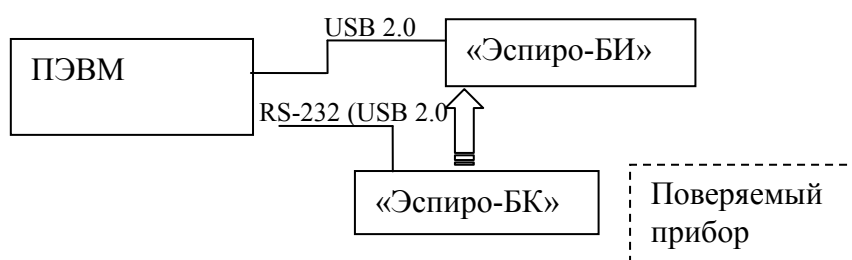 USB 2.0
«Эспиро-БИ»
ПЭВМ
RS-232 (USB 2.0
«Эспиро-БК»
Поверяемый
прибор